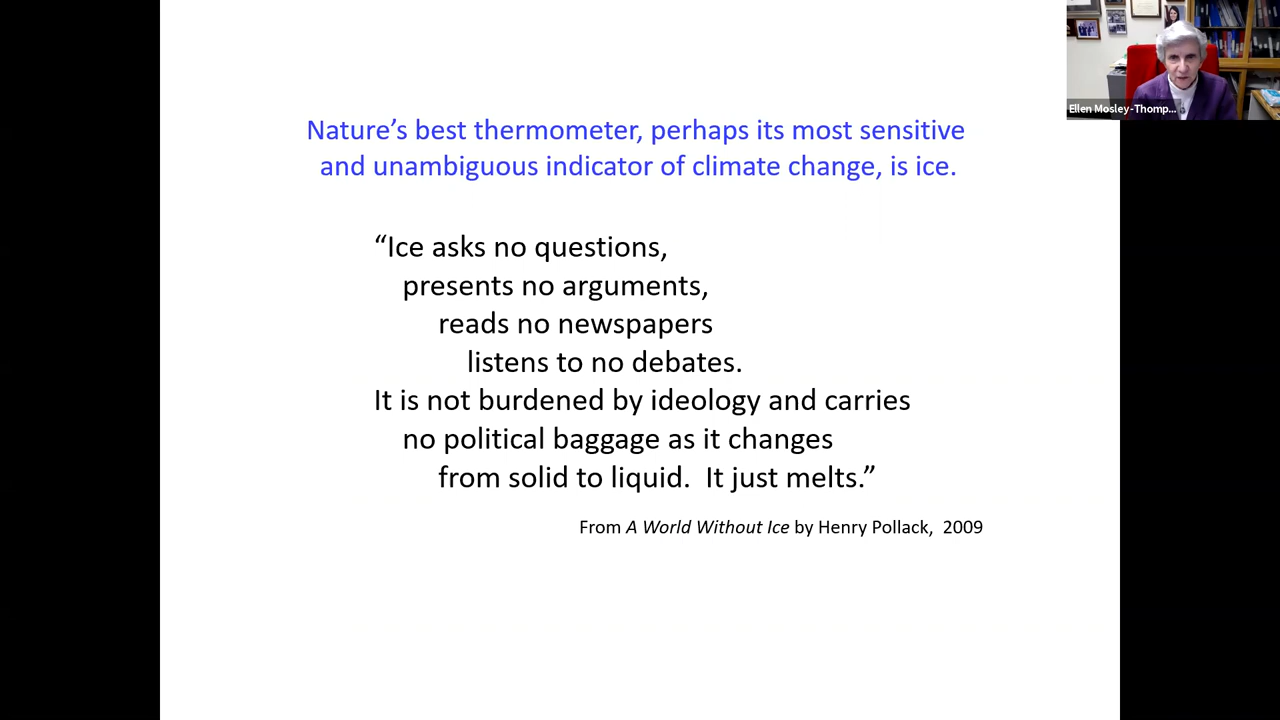 Ellen Mosley-Thomp...
Nature’s best thermometer, perhaps its most sensitive
and unambiguous indicator of climate change, is ice.
“Ice asks no questions,
presents no arguments,
reads no newspapers
listens to no debates.
It is not burdened by ideology and carries
no political baggage as it changes
from solid to liquid.  It just melts.”
From A World Without Ice by Henry Pollack,  2009